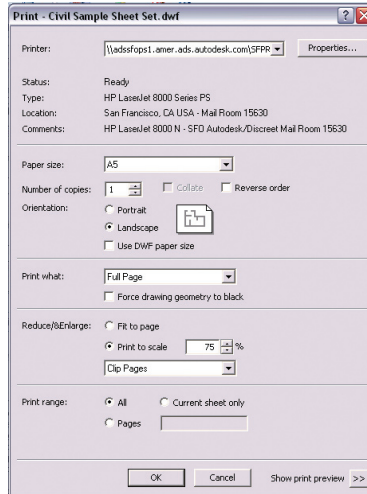 Print - Civil Sample Sheet Set.dwf
Printer: \\adssfops1.amer.ads.autodesk.com\SFPR Properties...
Status: Ready
Type: HP LaserJet 8000 Series PS
Location: San Francisco, CA USA - Mail Room 15630
Comments: HP LaserJet 8000 N - SFO Autodesk/Discreet Mail Room 15630
Paper size: A5
Number of copies: 1 Collate Reverse order
Orientation: Portrait
Landscape
Use DWF paper size
Print what: Full Page
Force drawing geometry to black
Reduce/&Enlarge: Fit to page
Print to scale 75 %
Clip Pages
Print range: All Current sheet only
Pages
OK Cancel Show print preview >>